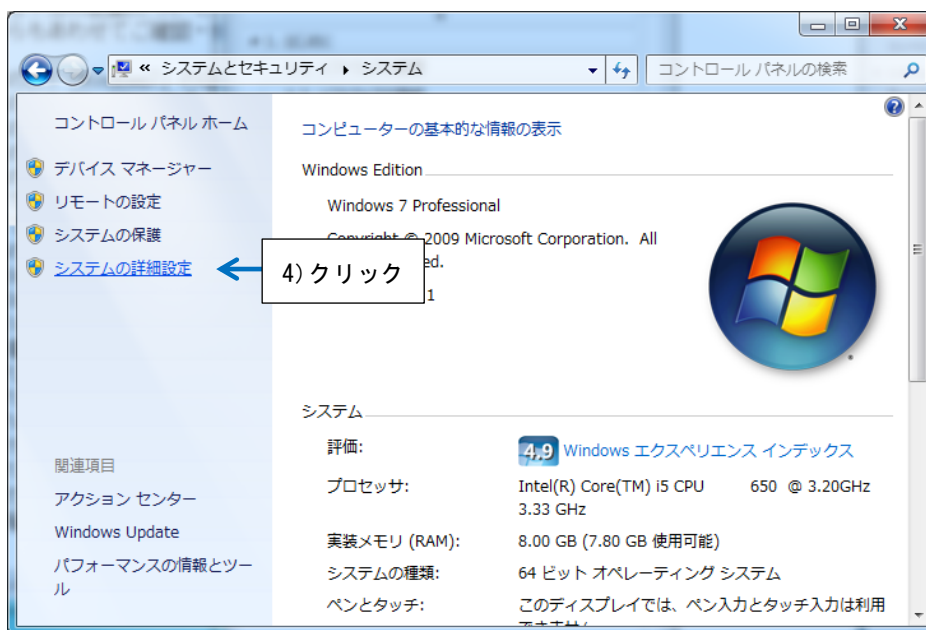 « システムとセキュリティ ▸ システム
コントロール パネルの検索
コントロール パネル ホーム
デバイス マネージャー
リモートの設定
システムの保護
システムの詳細設定
4)クリック
関連項目
アクション センター
Windows Update
パフォーマンスの情報とツー
ル
コンピューターの基本的な情報の表示
Windows Edition
Windows 7 Professional
Copyright © 2009 Microsoft Corporation. All
ed.
1
システム
評価:
4.9 Windows エクスペリエンス インデックス
プロセッサ:
Intel(R) Core(TM) i5 CPU 650 @ 3.20GHz
3.33 GHz
実装メモリ (RAM):
8.00 GB (7.80 GB 使用可能)
システムの種類:
64 ビット オペレーティング システム
ペンとタッチ:
このディスプレイでは、ペン入力とタッチ入力は利用